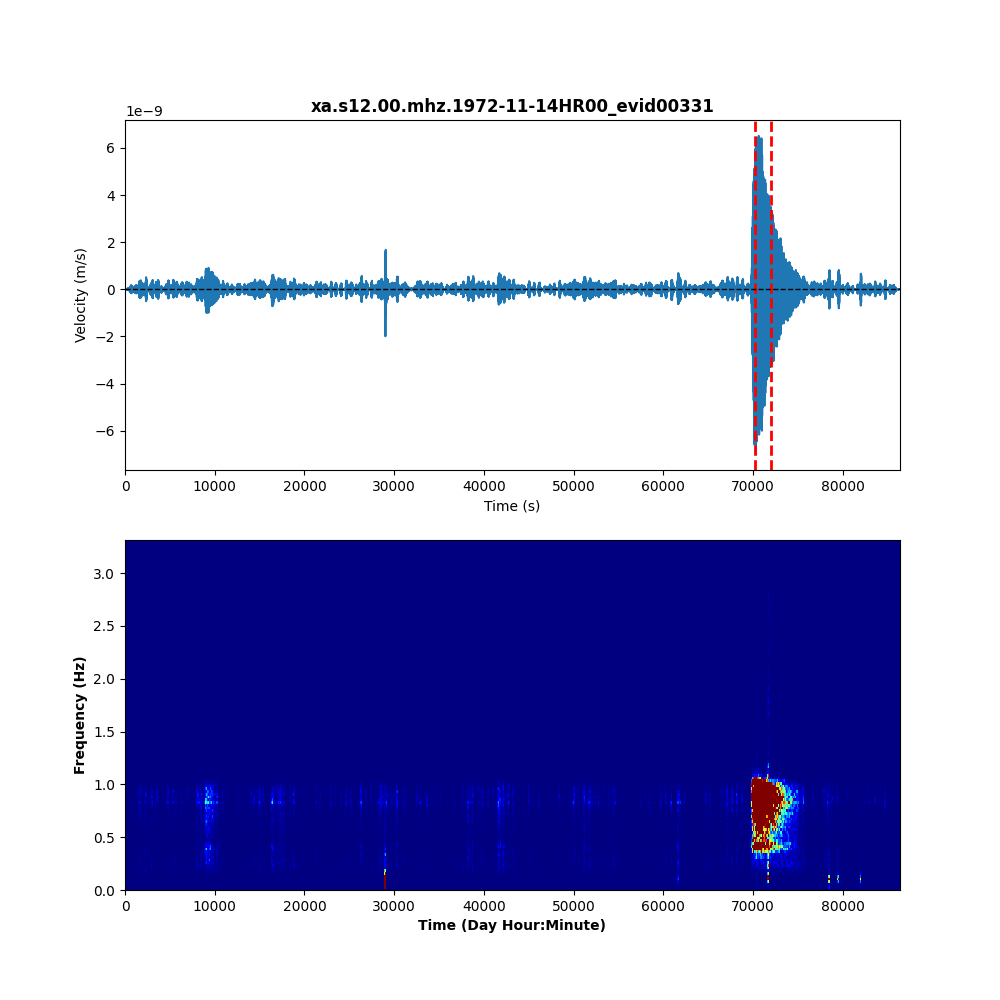 xa.s12.00.mhz.1972-11-14HR00_evid00331
1e−9
6
4
2
0
−2
−4
−6
Velocity (m/s)
0 10000 20000 30000 40000 50000 60000 70000 80000
Time (s)
3.0
2.5
2.0
1.5
1.0
0.5
0.0
Frequency (Hz)
0 10000 20000 30000 40000 50000 60000 70000 80000
Time (Day Hour:Minute)